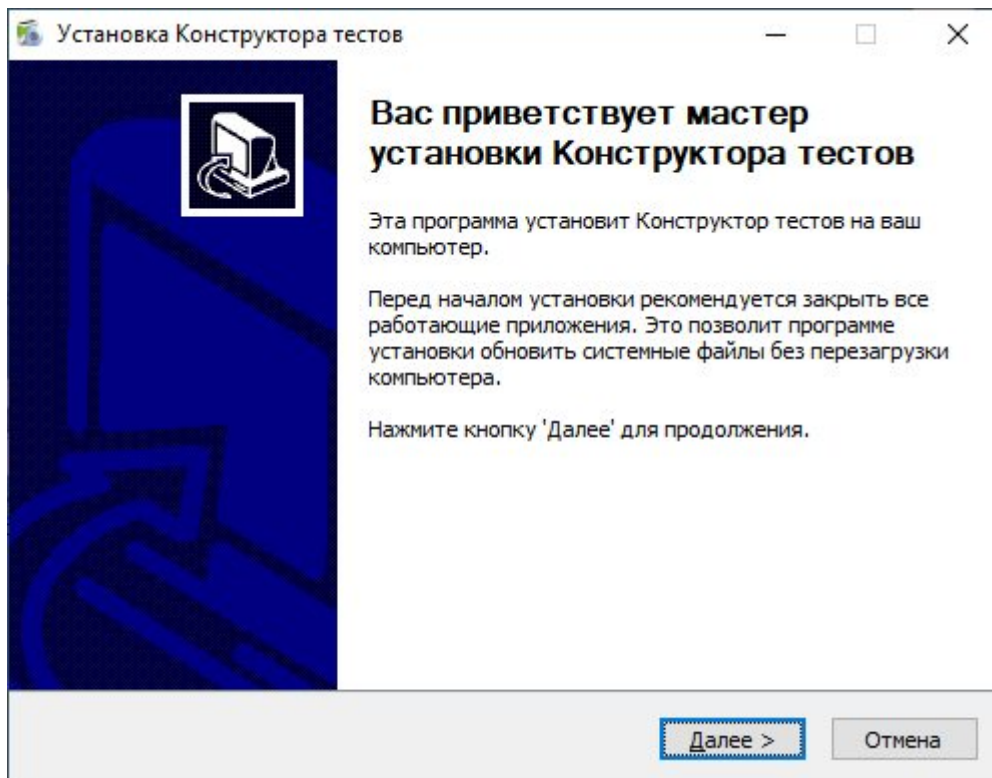 Установка Конструктора тестов
Вас приветствует мастер
установки Конструктора тестов
Эта программа установит Конструктор тестов на ваш
компьютер.
Перед началом установки рекомендуется закрыть все
работающие приложения. Это позволит программе
установки обновить системные файлы без перезагрузки
компьютера.
Нажмите кнопку 'Далее' для продолжения.
Далее >
Отмена